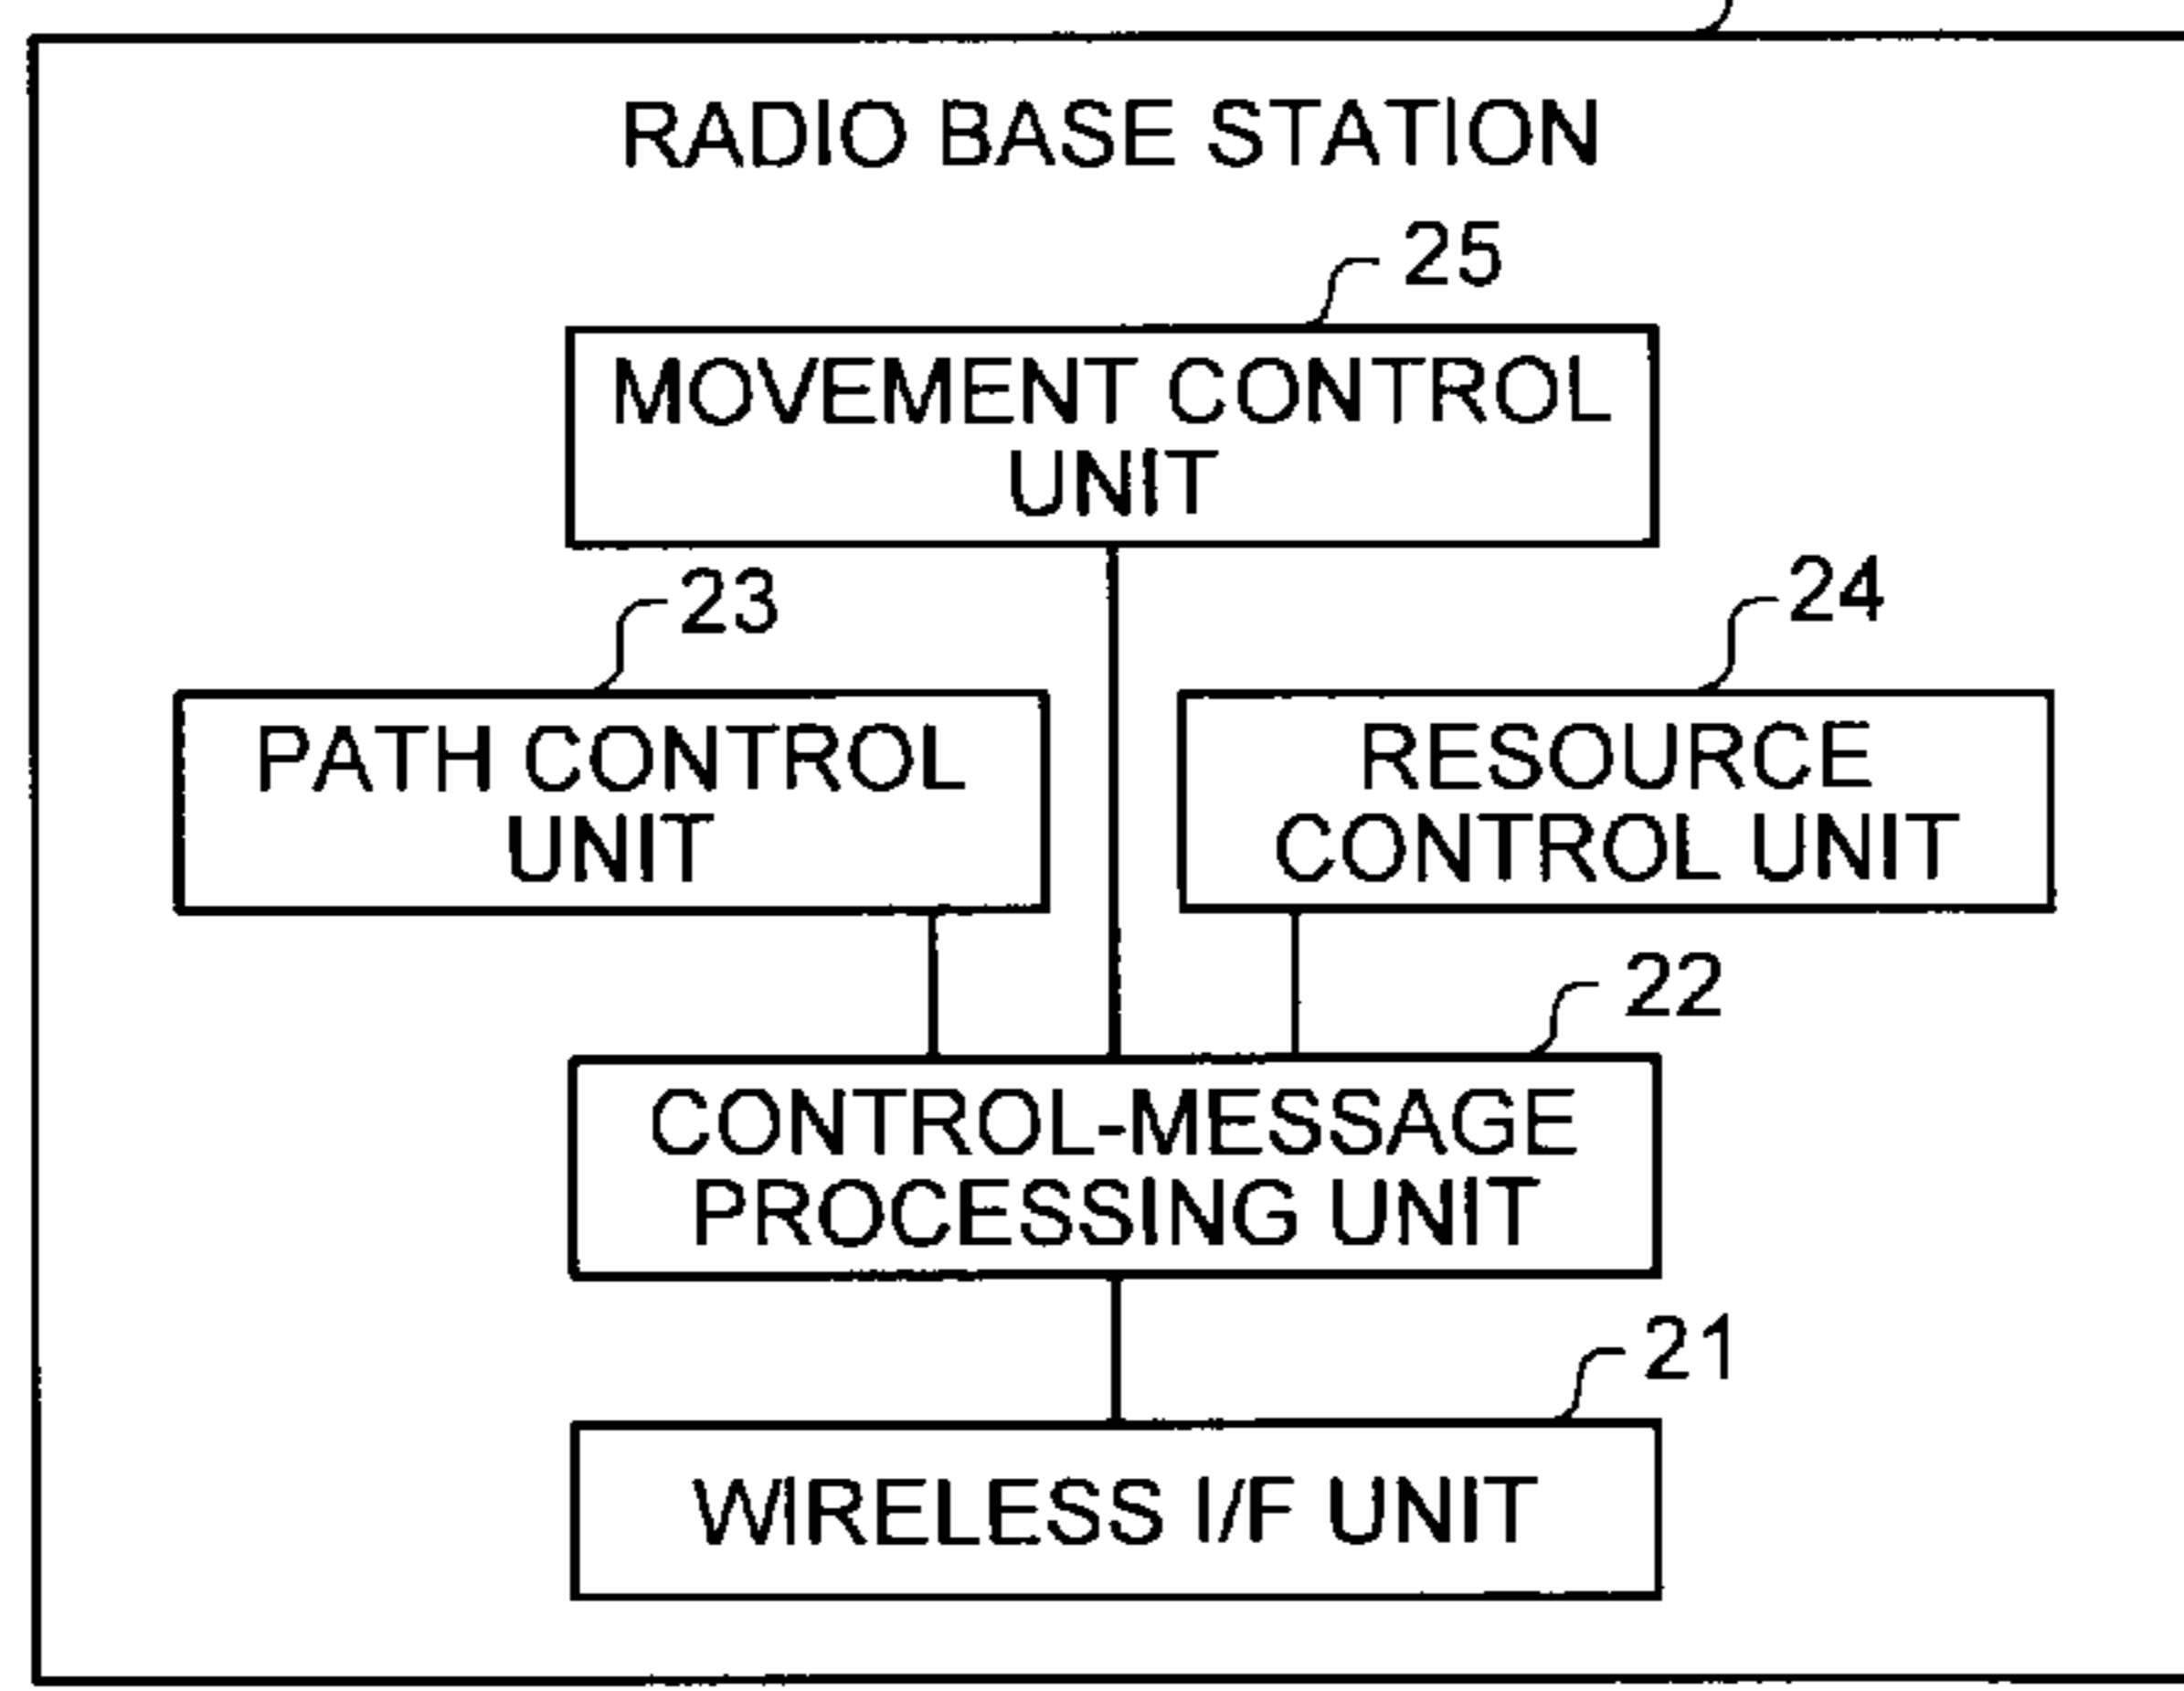 RADIO BASE STATION
25
MOVEMENT CONTROL
UNIT
23
24
PATH CONTROL
UNIT
RESOURCE
CONTROL UNIT
22
CONTROL-MESSAGE
PROCESSING UNIT
21
WIRELESS I/F UNIT